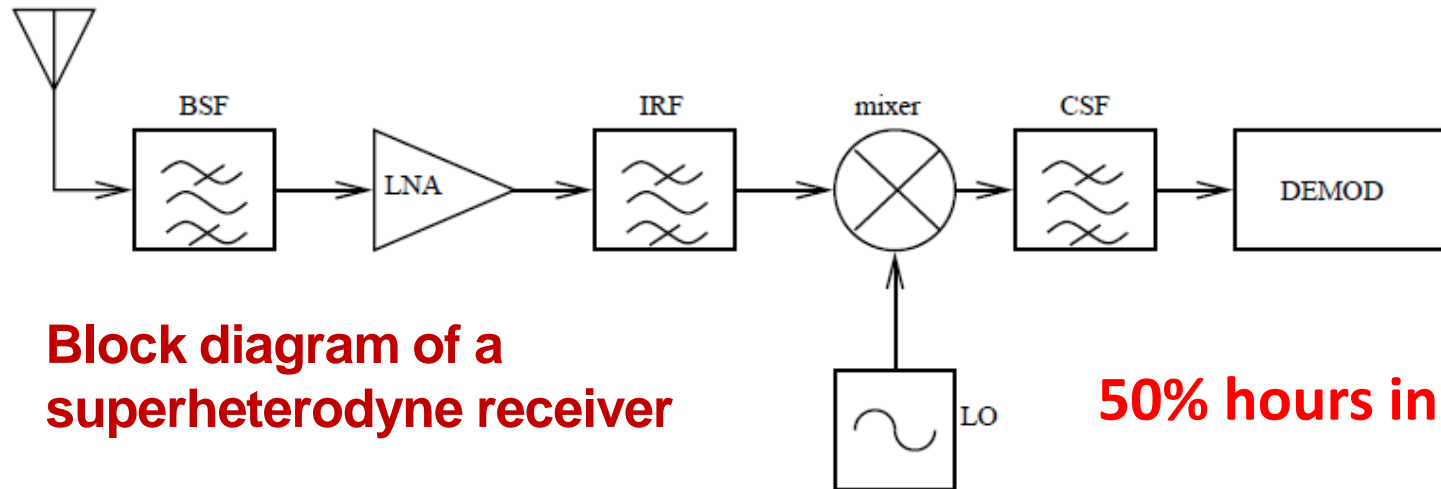 BSF
LNA
IRF
mixer
CSF
DEMOD
LO
Block diagram of a
superheterodyne receiver
50% hours in